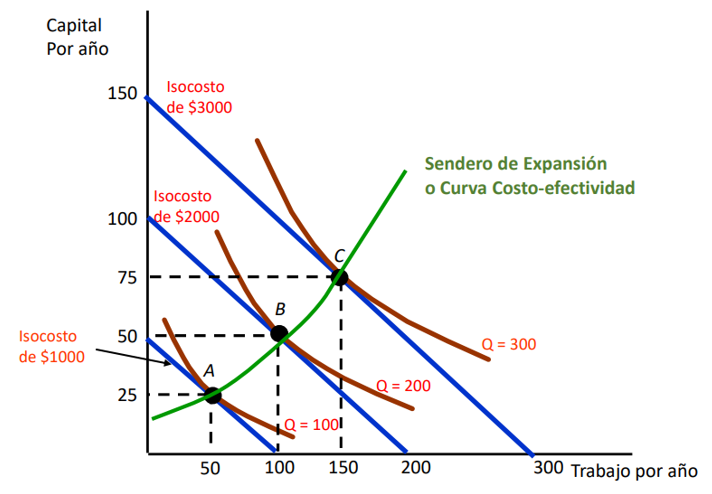 Capital
Por año
150
Isocosto
de $3000
Sendero de Expansión
o Curva Costo-efectividad
Isocosto
de $2000
100
C
75
B
50
Isocosto
de $1000
Q = 300
A
Q = 200
25
Q = 100
50
100
150
200
300
Trabajo por año